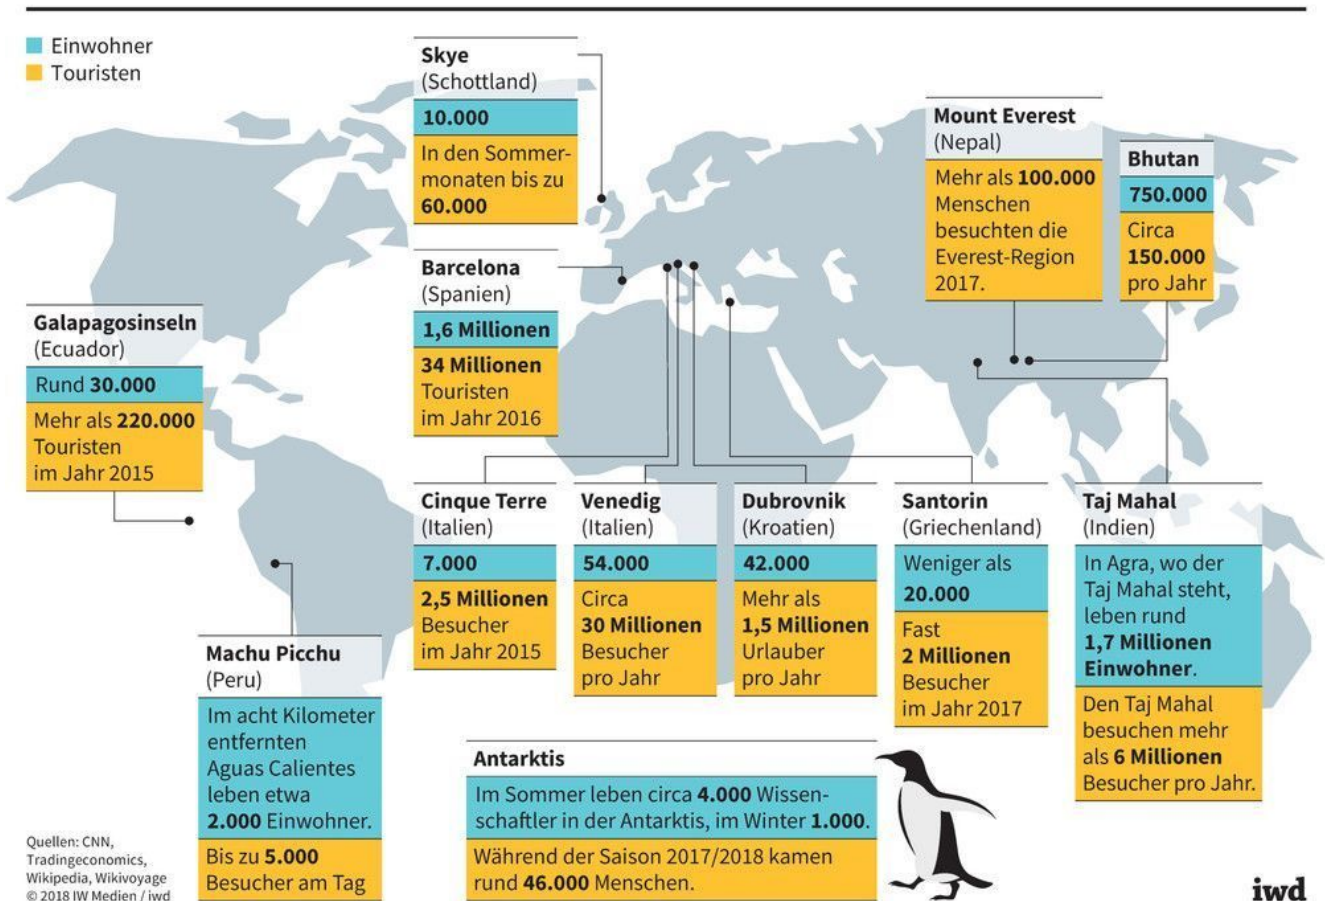 Einwohner
Touristen
Skye
(Schottland)
10.000
In den Sommer-
monaten bis zu
60.000
Mount Everest
(Nepal)
Mehr als 100.000
Menschen
besuchten die
Everest-Region
2017.
Bhutan
750.000
Circa
150.000
pro Jahr
Barcelona
(Spanien)
1,6 Millionen
34 Millionen
Touristen
im Jahr 2016
Galapagosinseln
(Ecuador)
Rund 30.000
Mehr als 220.000
Touristen
im Jahr 2015
Cinque Terre
(Italien)
7.000
2,5 Millionen
Besucher
im Jahr 2015
Venedig
(Italien)
54.000
Circa
30 Millionen
Besucher
pro Jahr
Dubrovnik
(Kroatien)
42.000
Mehr als
1,5 Millionen
Urlauber
pro Jahr
Santorin
(Griechenland)
Weniger als
20.000
Fast
2 Millionen
Besucher
im Jahr 2017
Taj Mahal
(Indien)
In Agra, wo der
Taj Mahal steht,
leben rund
1,7 Millionen
Einwohner.
Den Taj Mahal
besuchen mehr
als 6 Millionen
Besucher pro Jahr.
Machu Picchu
(Peru)
Im acht Kilometer
entfernten
Aguas Calientes
leben etwa
2.000 Einwohner.
Bis zu 5.000
Besucher am Tag
Antarktis
Im Sommer leben circa 4.000 Wissen-
schaftler in der Antarktis, im Winter 1.000.
Während der Saison 2017/2018 kamen
rund 46.000 Menschen.
Quellen: CNN,
Tradingeconomics,
Wikipedia, Wikivoyage
© 2018 IW Medien / iwd
iwd